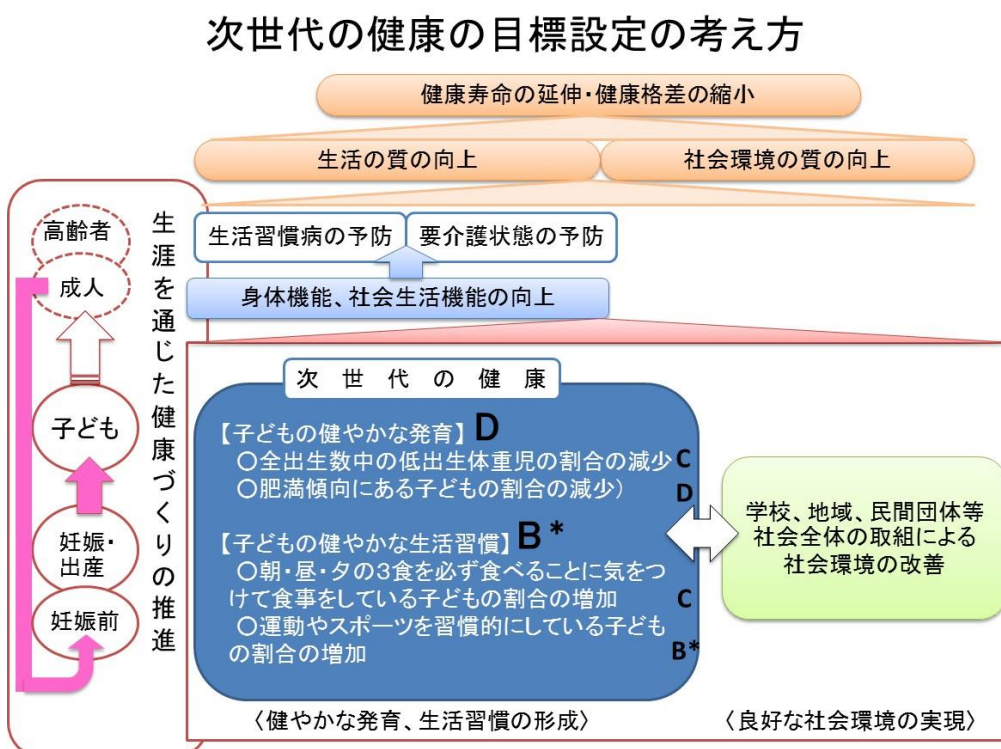 次世代の健康の目標設定の考え方
健康寿命の延伸・健康格差の縮小
生活の質の向上
社会環境の質の向上
高齢者
成人
子ども
妊娠・
出産
妊娠前
生涯を通じた健康づくりの推進
生活習慣病の予防
要介護状態の予防
身体機能、社会生活機能の向上
次世代の健康
【子どもの健やかな発育】D
○全出生数中の低出生体重児の割合の減少 C
○肥満傾向にある子どもの割合の減少) D
【子どもの健やかな生活習慣】B*
○朝・昼・夕の3食を必ず食べることに気をつ
けて食事をしている子どもの割合の増加 C
○運動やスポーツを習慣的にしている子ども
の割合の増加 B*
学校、地域、民間団体等
社会全体の取組による
社会環境の改善
〈健やかな発育、生活習慣の形成〉
〈良好な社会環境の実現〉